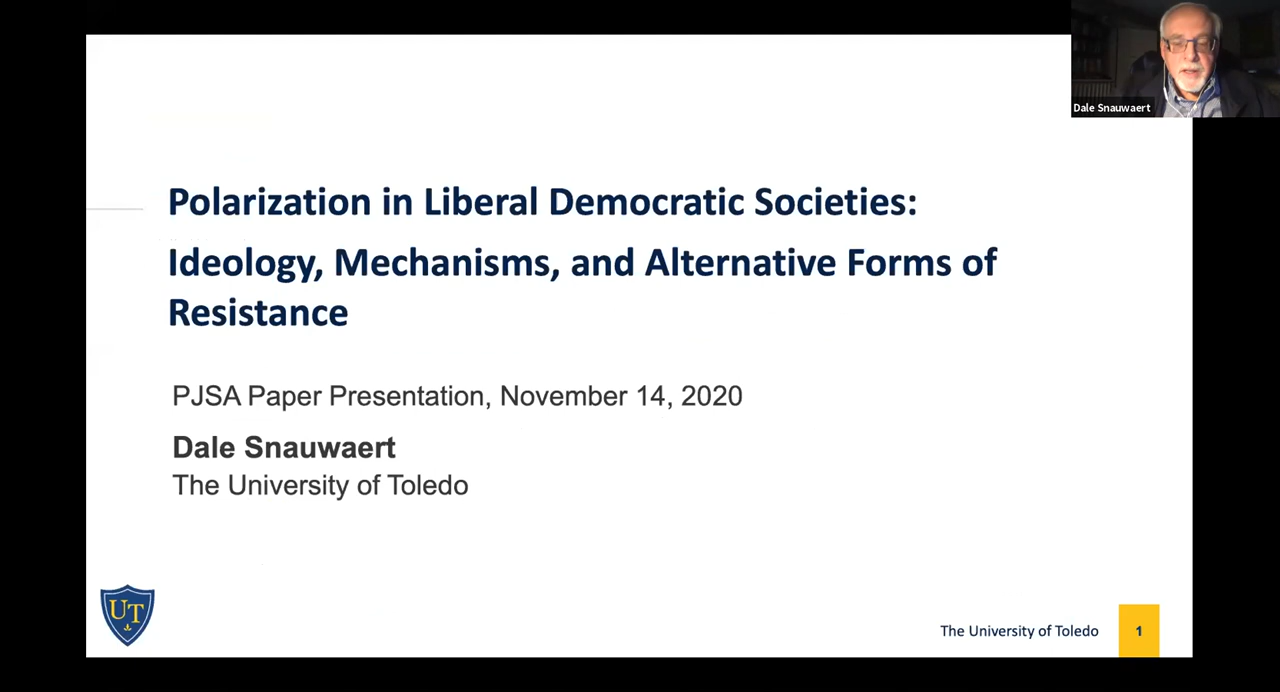 Dale Snauwaert
Polarization in Liberal Democratic Societies:
Ideology, Mechanisms, and Alternative Forms of
Resistance
PJSA Paper Presentation, November 14, 2020
Dale Snauwaert
The University of Toledo
UT
The University of Toledo
1